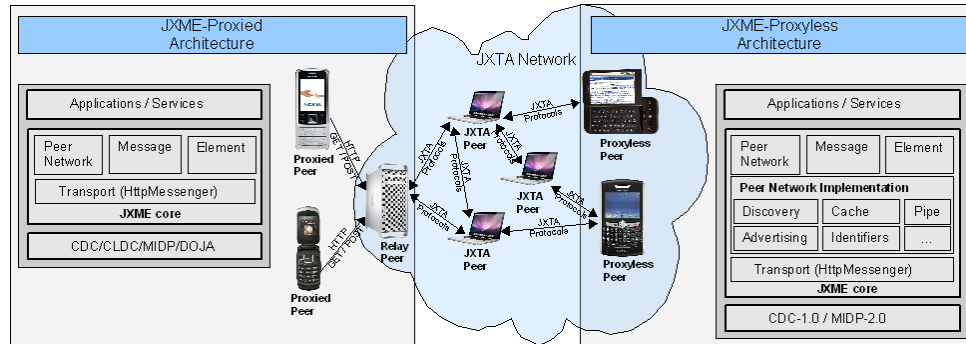 JXME-Proxied
Architecture
Applications / Services
Peer
Network
Message
Element
Transport (HttpMessenger)
JXME core
CDC/CLDC/MIDP/DOJA
NOKIA
Proxied
Peer
HTTP
GET/POST
HTTP
GET/POST
Proxied
Peer
Relay
Peer
JXTA Network
JXTA
Protocols
JXTA
Protocols
JXTA
Peer
JXTA
Protocols
JXTA
Protocols
JXTA
Protocols
JXTA
Peer
JXTA
Protocols
JXTA
Peer
JXTA
Protocols
JXME-Proxyless
Architecture
Proxyless
Peer
Proxyless
Peer
Applications / Services
Peer
Network
Message
Element
Peer Network Implementation
Discovery
Cache
Pipe
Advertising
Identifiers
...
Transport (HttpMessenger)
JXME core
CDC-1.0 / MIDP-2.0